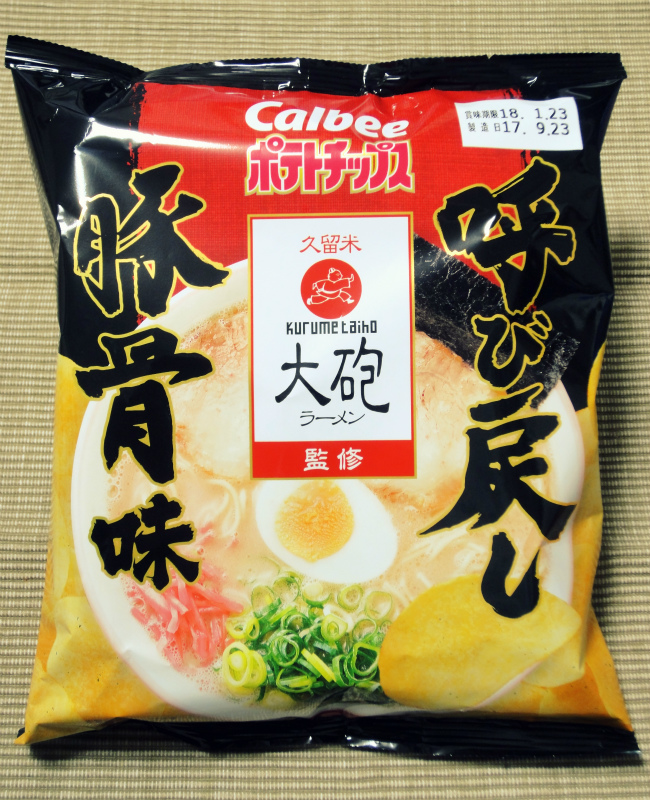 Calbee
ポテトチップス
賞味期限18. 1.23
製造日17. 9.23
呼び戻し
豚骨味
久留米
kurume taiho
大砲
ラーメン
監修